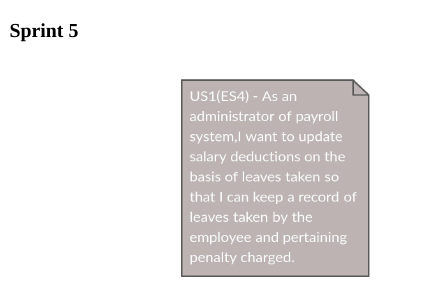 Sprint 5
US1(ES4) - As an
administrator of payroll
system,I want to update
salary deductions on the
basis of leaves taken so
that I can keep a record of
leaves taken by the
employee and pertaining
penalty charged.